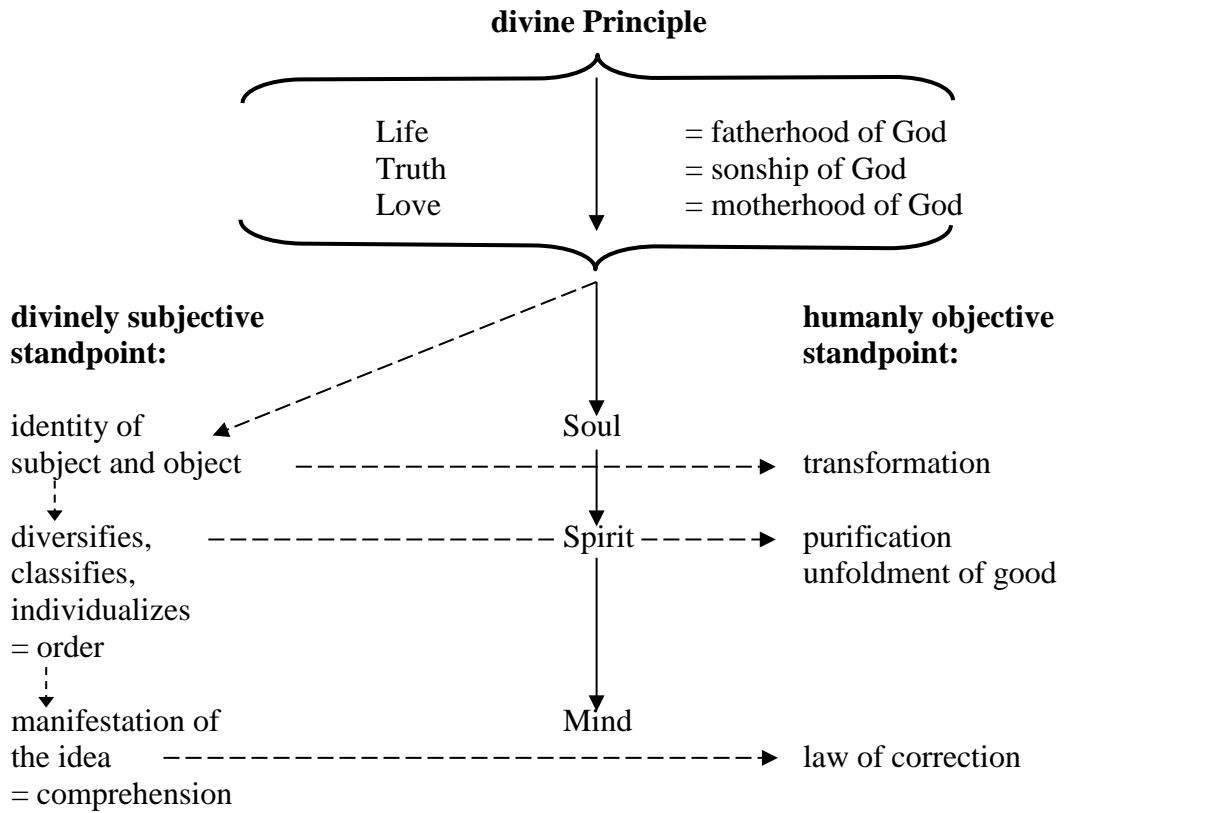 divine Principle
Life = fatherhood of God
Truth = sonship of God
Love = motherhood of God
divinely subjective
standpoint:
humanly objective
standpoint:
identity of
subject and object
Soul
transformation
diversifies,
classifies,
individualizes
= order
Spirit
purification
unfoldment of good
manifestation of
the idea
= comprehension
Mind
law of correction